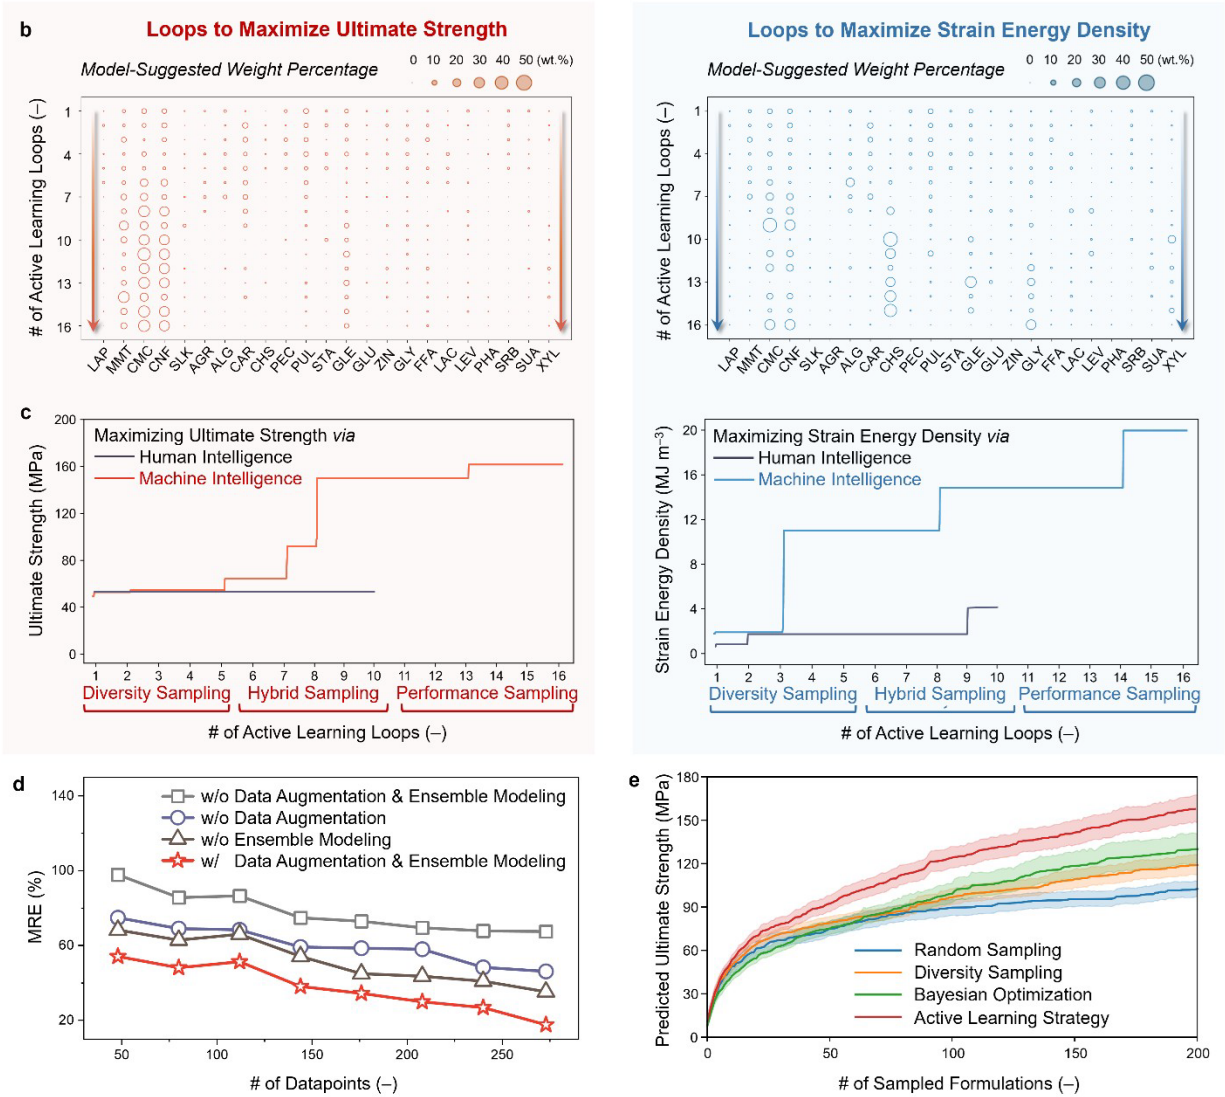 b
Loops to Maximize Ultimate Strength
Model-Suggested Weight Percentage
0 10 20 30 40 50 (wt.%)
# of Active Learning Loops (–)
1
4
7
10
13
16
LAP MMT CMC CNF SLK AGR ALG CAR CHS PEC PUL STA GLE GLU ZIN GLY FFA LAC LEV PHA SRB SUA XYL
Loops to Maximize Strain Energy Density
Model-Suggested Weight Percentage
0 10 20 30 40 50 (wt.%)
# of Active Learning Loops (–)
1
4
7
10
13
16
LAP MMT CMC CNF SLK AGR ALG CAR CHS PEC PUL STA GLE GLU ZIN GLY FFA LAC LEV PHA SRB SUA XYL
c
Ultimate Strength (MPa)
200
160
120
80
40
0
Maximizing Ultimate Strength via
Human Intelligence
Machine Intelligence
1 2 3 4 5 6 7 8 9 10 11 12 13 14 15 16
Diversity Sampling Hybrid Sampling Performance Sampling
# of Active Learning Loops (–)
Strain Energy Density (MJ m⁻³)
20
16
12
8
4
0
Maximizing Strain Energy Density via
Human Intelligence
Machine Intelligence
1 2 3 4 5 6 7 8 9 10 11 12 13 14 15 16
Diversity Sampling Hybrid Sampling Performance Sampling
# of Active Learning Loops (–)
d
MRE (%)
140
100
60
20
w/o Data Augmentation & Ensemble Modeling
w/o Data Augmentation
w/o Ensemble Modeling
w/ Data Augmentation & Ensemble Modeling
50 100 150 200 250
# of Datapoints (–)
e
Predicted Ultimate Strength (MPa)
180
150
120
90
60
30
0
Random Sampling
Diversity Sampling
Bayesian Optimization
Active Learning Strategy
0 50 100 150 200
# of Sampled Formulations (–)